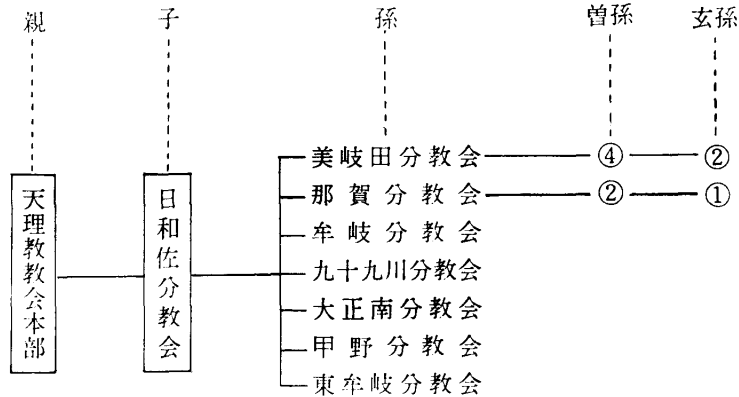 親 子 孫 曽孫 玄孫
天理教教会本部
日和佐分教会
美岐田分教会 ④ ②
那賀分教会 ② ①
牟岐分教会
九十九川分教会
大正南分教会
甲野分教会
東牟岐分教会